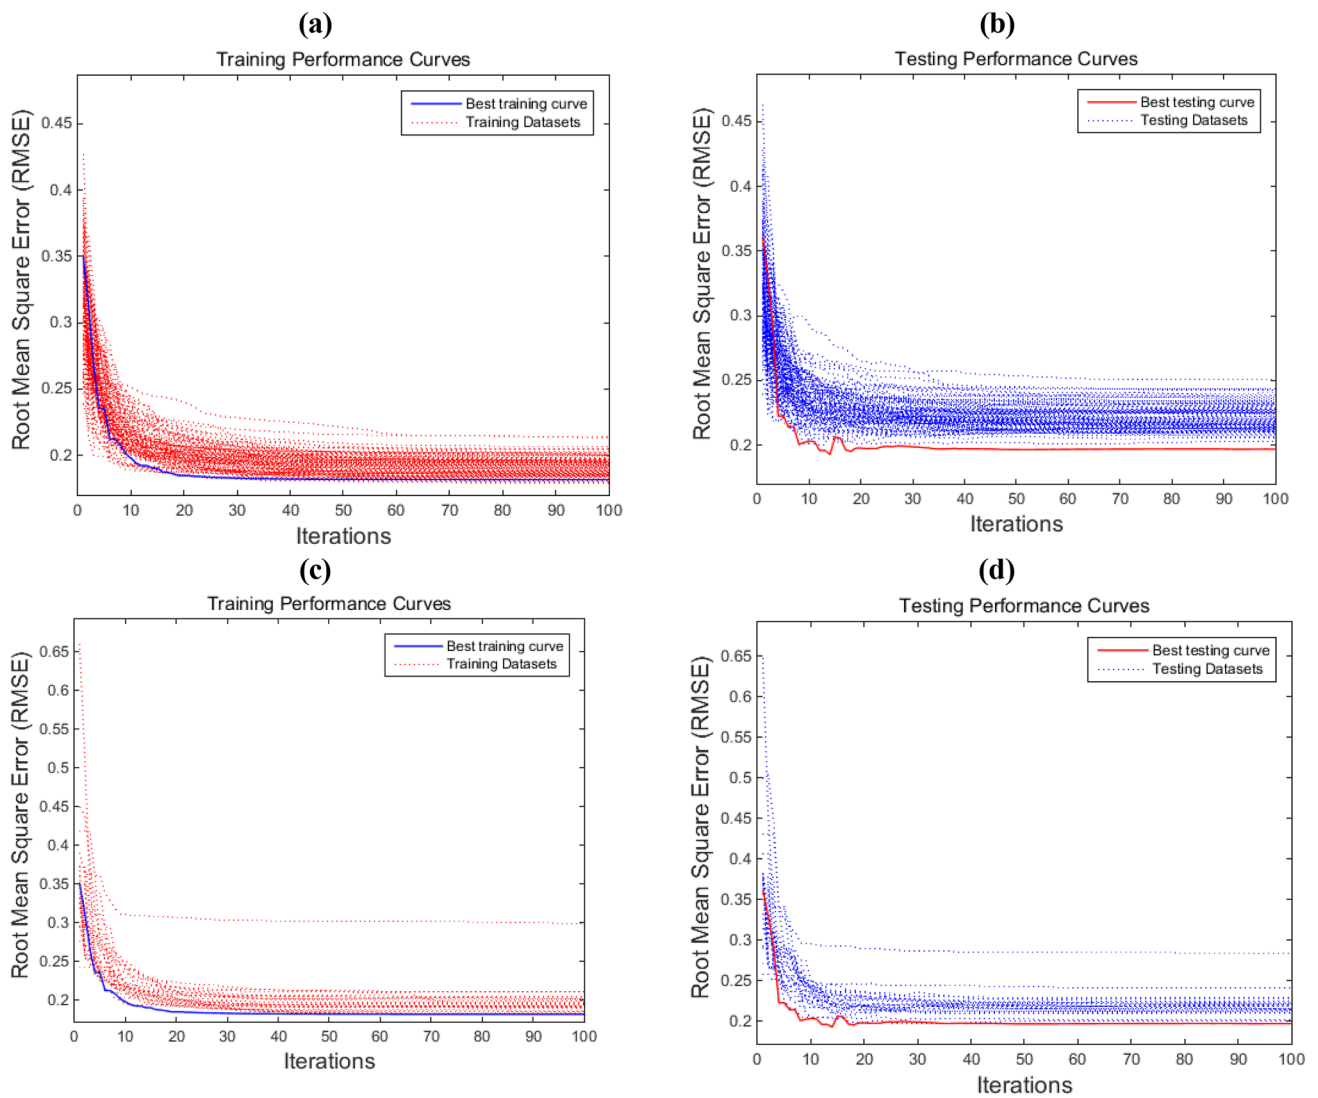 (a)
Training Performance Curves
Best training curve
Training Datasets
Root Mean Square Error (RMSE)
0.45
0.4
0.35
0.3
0.25
0.2
0 10 20 30 40 50 60 70 80 90 100
Iterations
(b)
Testing Performance Curves
Best testing curve
Testing Datasets
Root Mean Square Error (RMSE)
0.45
0.4
0.35
0.3
0.25
0.2
0 10 20 30 40 50 60 70 80 90 100
Iterations
(c)
Training Performance Curves
Best training curve
Training Datasets
Root Mean Square Error (RMSE)
0.65
0.6
0.55
0.5
0.45
0.4
0.35
0.3
0.25
0.2
0 10 20 30 40 50 60 70 80 90 100
Iterations
(d)
Testing Performance Curves
Best testing curve
Testing Datasets
Root Mean Square Error (RMSE)
0.65
0.6
0.55
0.5
0.45
0.4
0.35
0.3
0.25
0.2
0 10 20 30 40 50 60 70 80 90 100
Iterations